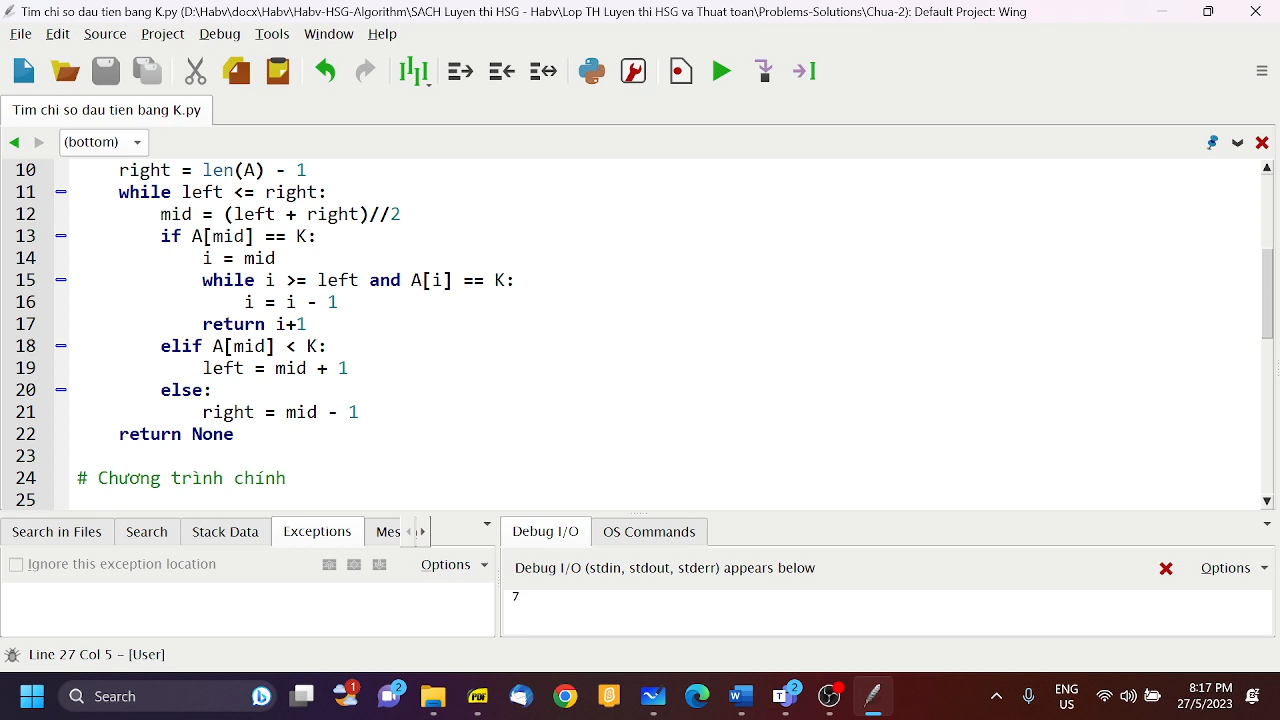 Tim chi so dau tien bang K.py (D:\Habv\docx\Habv\Habv-HSG-Algorithm\SACH Luyen thi HSG - Habv\Lop TH Luyen thi HSG va Thuat toan\Problems-Solutions\Chua-2): Default Project: Wing
File Edit Source Project Debug Tools Window Help
Tim chi so dau tien bang K.py
(bottom)
10 right = len(A) - 1
11 while left <= right:
12 mid = (left + right)//2
13 if A[mid] == K:
14 i = mid
15 while i >= left and A[i] == K:
16 i = i - 1
17 return i+1
18 elif A[mid] < K:
19 left = mid + 1
20 else:
21 right = mid - 1
22 return None
23
24 # Chương trình chính
25
Search in Files Search Stack Data Exceptions Mes
Debug I/O OS Commands
Ignore this exception location Options
Debug I/O (stdin, stdout, stderr) appears below Options
7
Line 27 Col 5 – [User]
Search
1
2
PDF
2
ENG
US
8:17 PM
27/5/2023